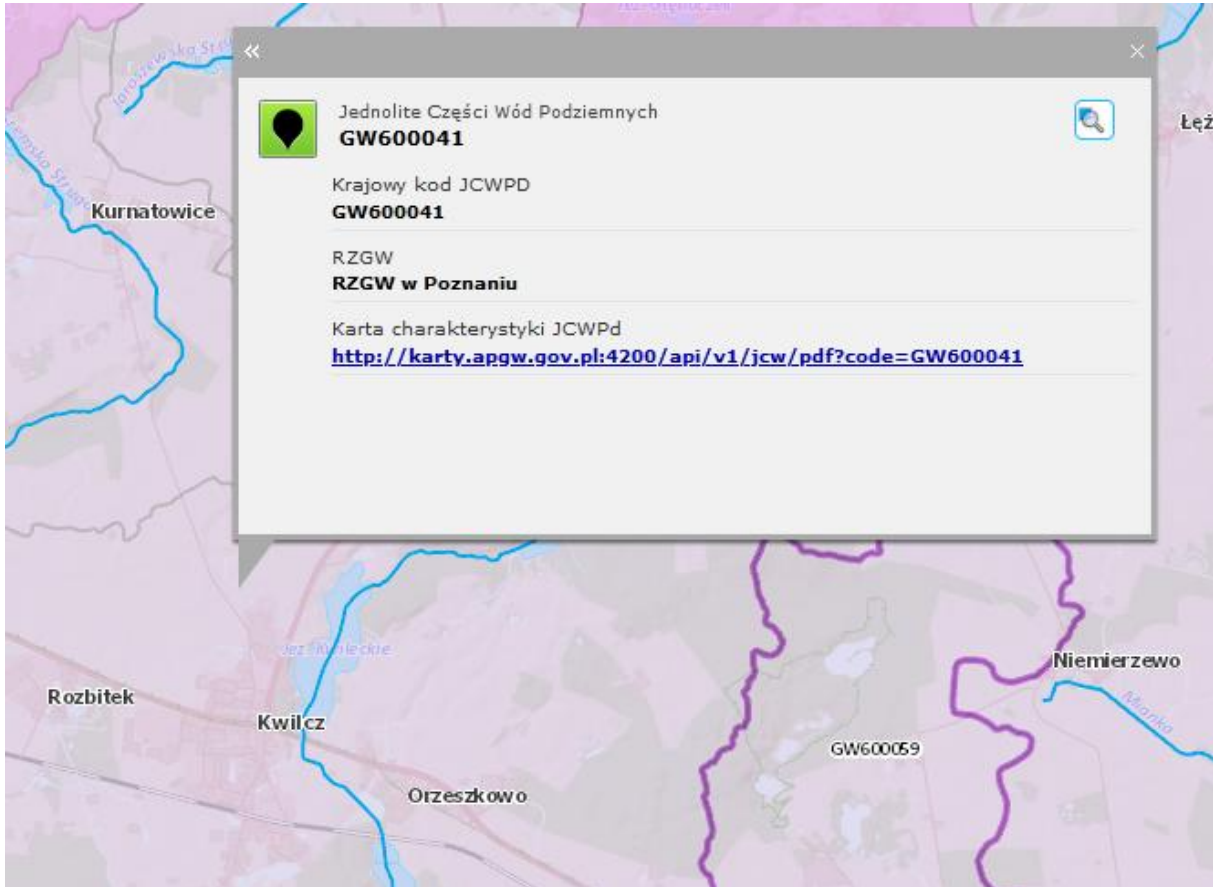 «
×
Jednolite Części Wód Podziemnych
GW600041
Krajowy kod JCWPD
GW600041
RZGW
RZGW w Poznaniu
Karta charakterystyki JCWPd
http://karty.apgw.gov.pl:4200/api/v1/jcw/pdf?code=GW600041
Kurnatowice
Niemierzewo
Rozbitek
Kwilcz
Mianka
GW600059
Orzeszkowo